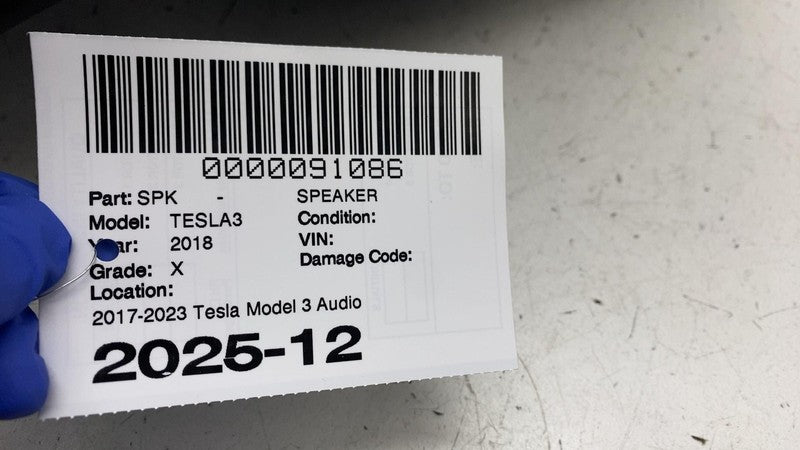 0000091086
Part: SPK - SPEAKER
Model: TESLA3 Condition:
Year: 2018 VIN:
Grade: X Damage Code:
Location:
2017-2023 Tesla Model 3 Audio
2025-12